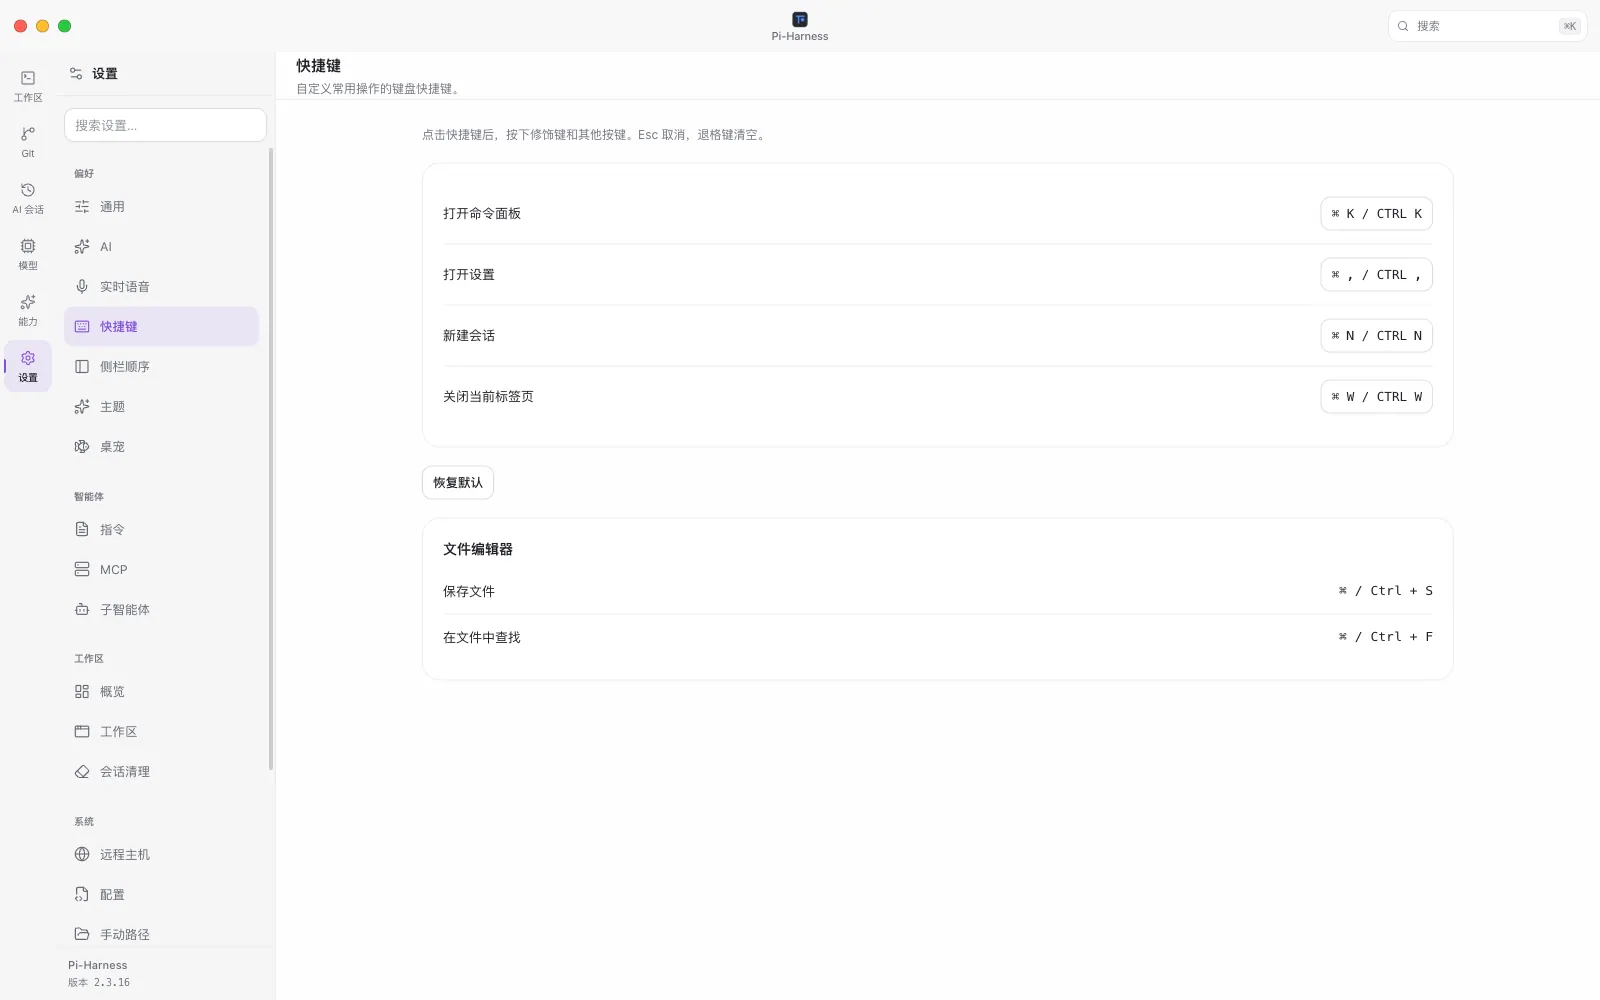 Pi-Harness
搜索
⌘K
工作区
Git
AI 会话
模型
能力
设置
设置
搜索设置...
偏好
通用
AI
实时语音
快捷键
侧栏顺序
主题
桌宠
智能体
指令
MCP
子智能体
工作区
概览
工作区
会话清理
系统
远程主机
配置
手动路径
Pi-Harness
版本 2.3.16
快捷键
自定义常用操作的键盘快捷键。
点击快捷键后，按下修饰键和其他按键。Esc 取消，退格键清空。
打开命令面板
⌘ K / CTRL K
打开设置
⌘ , / CTRL ,
新建会话
⌘ N / CTRL N
关闭当前标签页
⌘ W / CTRL W
恢复默认
文件编辑器
保存文件
⌘ / Ctrl + S
在文件中查找
⌘ / Ctrl + F